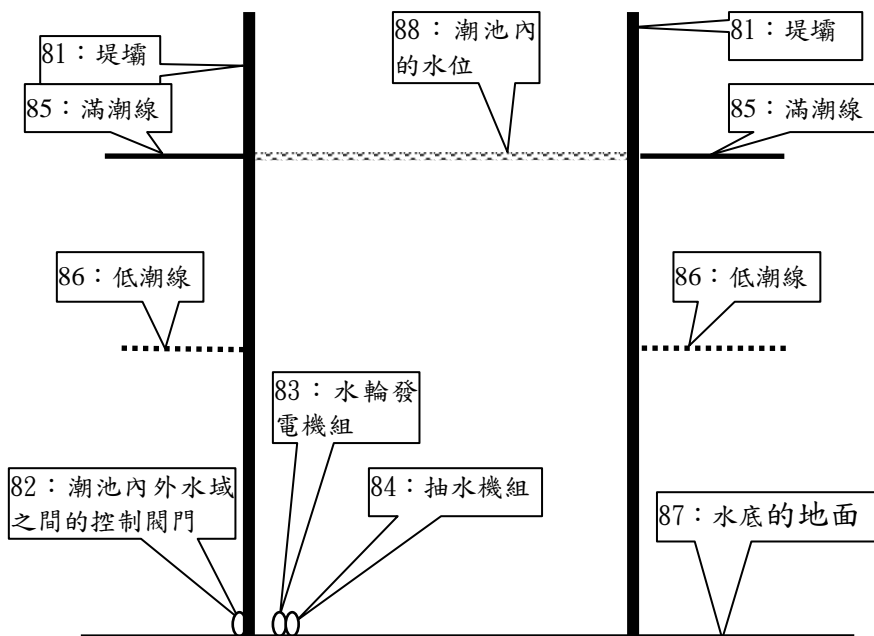 81：堤壩
88：潮池內
的水位
81：堤壩
85：滿潮線
85：滿潮線
86：低潮線
86：低潮線
83：水輪發
電機組
82：潮池內外水域
之間的控制閥門
84：抽水機組
87：水底的地面